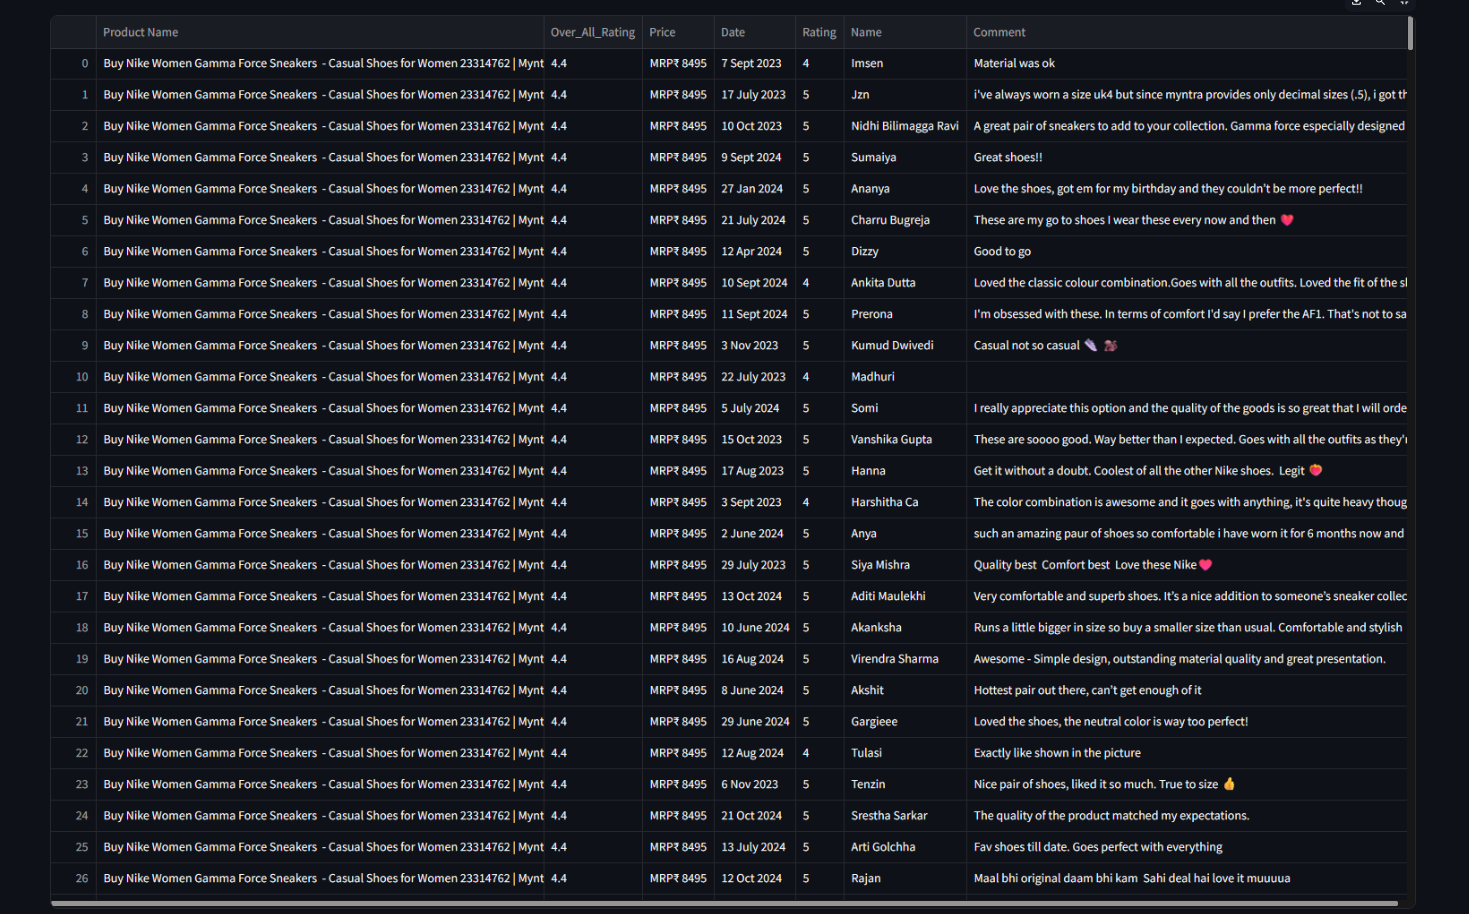 Product Name Over_All_Rating Price Date Rating Name Comment
0 Buy Nike Women Gamma Force Sneakers - Casual Shoes for Women 23314762 | Mynt 4.4 MRP₹ 8495 7 Sept 2023 4 Imsen Material was ok
1 Buy Nike Women Gamma Force Sneakers - Casual Shoes for Women 23314762 | Mynt 4.4 MRP₹ 8495 17 July 2023 5 Jzn i've always worn a size uk4 but since myntra provides only decimal sizes (.5), i got th
2 Buy Nike Women Gamma Force Sneakers - Casual Shoes for Women 23314762 | Mynt 4.4 MRP₹ 8495 10 Oct 2023 5 Nidhi Bilimagga Ravi A great pair of sneakers to add to your collection. Gamma force especially designed
3 Buy Nike Women Gamma Force Sneakers - Casual Shoes for Women 23314762 | Mynt 4.4 MRP₹ 8495 9 Sept 2024 5 Sumaiya Great shoes!!
4 Buy Nike Women Gamma Force Sneakers - Casual Shoes for Women 23314762 | Mynt 4.4 MRP₹ 8495 27 Jan 2024 5 Ananya Love the shoes, got em for my birthday and they couldn't be more perfect!!
5 Buy Nike Women Gamma Force Sneakers - Casual Shoes for Women 23314762 | Mynt 4.4 MRP₹ 8495 21 July 2024 5 Charru Bugreja These are my go to shoes I wear these every now and then ❤️
6 Buy Nike Women Gamma Force Sneakers - Casual Shoes for Women 23314762 | Mynt 4.4 MRP₹ 8495 12 Apr 2024 5 Dizzy Good to go
7 Buy Nike Women Gamma Force Sneakers - Casual Shoes for Women 23314762 | Mynt 4.4 MRP₹ 8495 10 Sept 2024 4 Ankita Dutta Loved the classic colour combination.Goes with all the outfits. Loved the fit of the sl
8 Buy Nike Women Gamma Force Sneakers - Casual Shoes for Women 23314762 | Mynt 4.4 MRP₹ 8495 11 Sept 2024 5 Prerona I'm obsessed with these. In terms of comfort I'd say I prefer the AF1. That's not to sa
9 Buy Nike Women Gamma Force Sneakers - Casual Shoes for Women 23314762 | Mynt 4.4 MRP₹ 8495 3 Nov 2023 5 Kumud Dwivedi Casual not so casual
10 Buy Nike Women Gamma Force Sneakers - Casual Shoes for Women 23314762 | Mynt 4.4 MRP₹ 8495 22 July 2023 4 Madhuri
11 Buy Nike Women Gamma Force Sneakers - Casual Shoes for Women 23314762 | Mynt 4.4 MRP₹ 8495 5 July 2024 5 Somi I really appreciate this option and the quality of the goods is so great that I will orde
12 Buy Nike Women Gamma Force Sneakers - Casual Shoes for Women 23314762 | Mynt 4.4 MRP₹ 8495 15 Oct 2023 5 Vanshika Gupta These are soooo good. Way better than I expected. Goes with all the outfits as they'r
13 Buy Nike Women Gamma Force Sneakers - Casual Shoes for Women 23314762 | Mynt 4.4 MRP₹ 8495 17 Aug 2023 5 Hanna Get it without a doubt. Coolest of all the other Nike shoes. Legit
14 Buy Nike Women Gamma Force Sneakers - Casual Shoes for Women 23314762 | Mynt 4.4 MRP₹ 8495 3 Sept 2023 4 Harshitha Ca The color combination is awesome and it goes with anything, it's quite heavy thoug
15 Buy Nike Women Gamma Force Sneakers - Casual Shoes for Women 23314762 | Mynt 4.4 MRP₹ 8495 2 June 2024 5 Anya such an amazing paur of shoes so comfortable i have worn it for 6 months now and
16 Buy Nike Women Gamma Force Sneakers - Casual Shoes for Women 23314762 | Mynt 4.4 MRP₹ 8495 29 July 2023 5 Siya Mishra Quality best Comfort best Love these Nike❤️
17 Buy Nike Women Gamma Force Sneakers - Casual Shoes for Women 23314762 | Mynt 4.4 MRP₹ 8495 13 Oct 2024 5 Aditi Maulekhi Very comfortable and superb shoes. It's a nice addition to someone's sneaker collec
18 Buy Nike Women Gamma Force Sneakers - Casual Shoes for Women 23314762 | Mynt 4.4 MRP₹ 8495 10 June 2024 5 Akanksha Runs a little bigger in size so buy a smaller size than usual. Comfortable and stylish
19 Buy Nike Women Gamma Force Sneakers - Casual Shoes for Women 23314762 | Mynt 4.4 MRP₹ 8495 16 Aug 2024 5 Virendra Sharma Awesome - Simple design, outstanding material quality and great presentation.
20 Buy Nike Women Gamma Force Sneakers - Casual Shoes for Women 23314762 | Mynt 4.4 MRP₹ 8495 8 June 2024 5 Akshit Hottest pair out there, can't get enough of it
21 Buy Nike Women Gamma Force Sneakers - Casual Shoes for Women 23314762 | Mynt 4.4 MRP₹ 8495 29 June 2024 5 Gargieee Loved the shoes, the neutral color is way too perfect!
22 Buy Nike Women Gamma Force Sneakers - Casual Shoes for Women 23314762 | Mynt 4.4 MRP₹ 8495 12 Aug 2024 4 Tulasi Exactly like shown in the picture
23 Buy Nike Women Gamma Force Sneakers - Casual Shoes for Women 23314762 | Mynt 4.4 MRP₹ 8495 6 Nov 2023 5 Tenzin Nice pair of shoes, liked it so much. True to size 👍
24 Buy Nike Women Gamma Force Sneakers - Casual Shoes for Women 23314762 | Mynt 4.4 MRP₹ 8495 21 Oct 2024 5 Srestha Sarkar The quality of the product matched my expectations.
25 Buy Nike Women Gamma Force Sneakers - Casual Shoes for Women 23314762 | Mynt 4.4 MRP₹ 8495 13 July 2024 5 Arti Golchha Fav shoes till date. Goes perfect with everything
26 Buy Nike Women Gamma Force Sneakers - Casual Shoes for Women 23314762 | Mynt 4.4 MRP₹ 8495 12 Oct 2024 5 Rajan Maal bhi original daam bhi kam Sahi deal hai love it muuuua